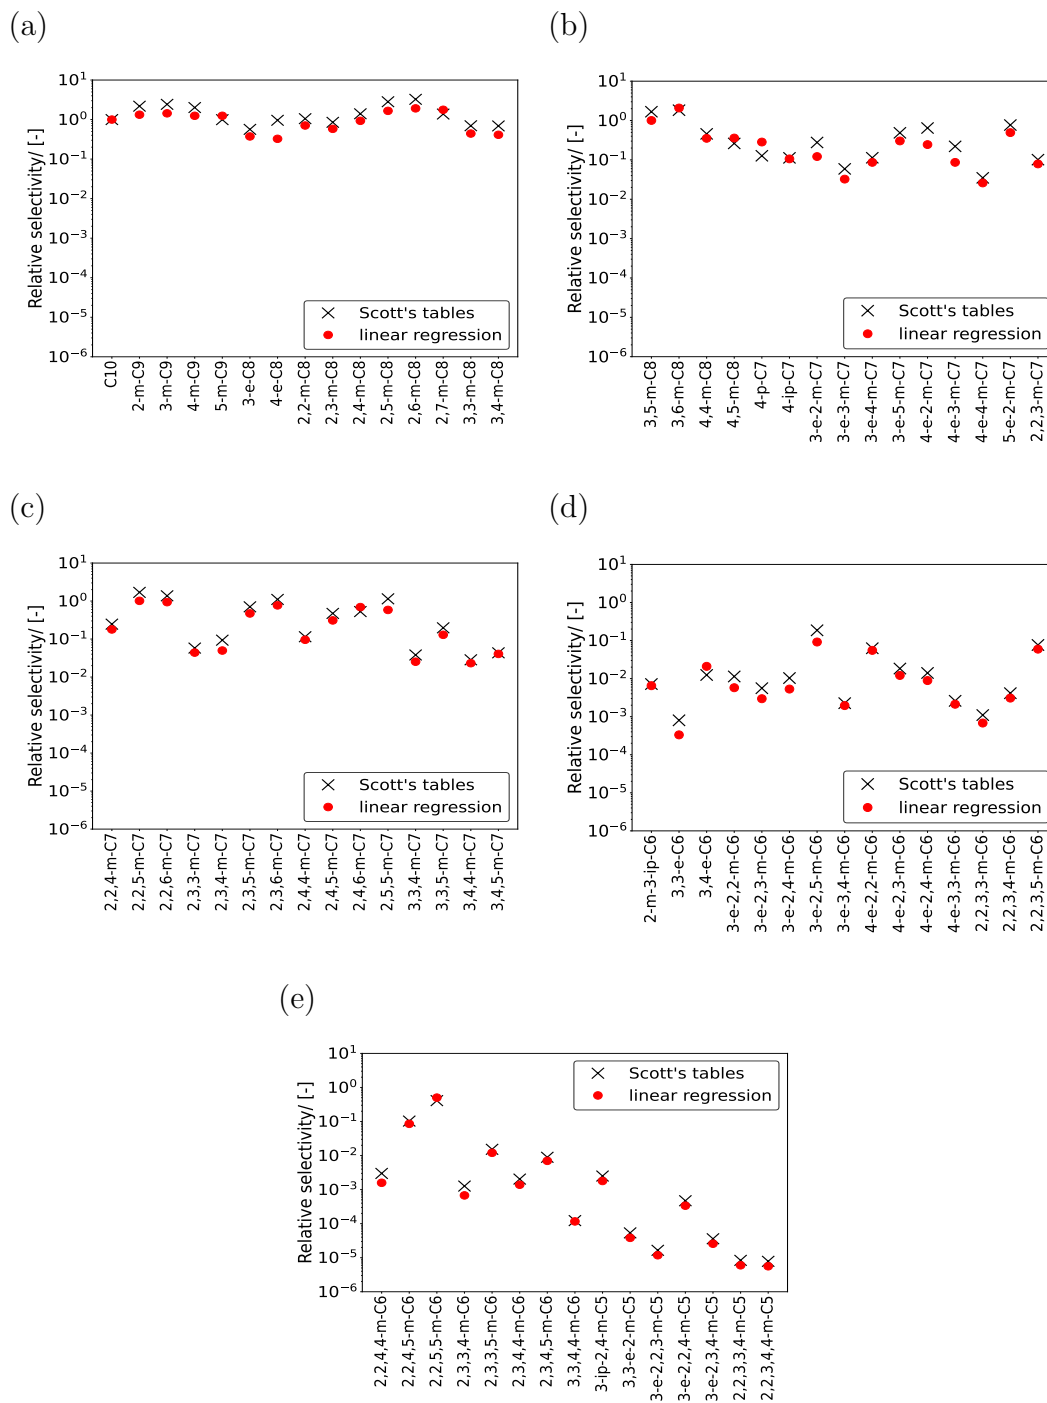 (a)
Relative selectivity/ [-]
10^1
10^0
10^-1
10^-2
10^-3
10^-4
10^-5
10^-6
Scott's tables
linear regression
C10
2-m-C9
3-m-C9
4-m-C9
5-m-C9
3-e-C8
4-e-C8
2,2-m-C8
2,3-m-C8
2,4-m-C8
2,5-m-C8
2,6-m-C8
2,7-m-C8
3,3-m-C8
3,4-m-C8
(b)
Relative selectivity/ [-]
10^1
10^0
10^-1
10^-2
10^-3
10^-4
10^-5
10^-6
Scott's tables
linear regression
3,5-m-C8
3,6-m-C8
4,4-m-C8
4,5-m-C8
4-p-C7
4-ip-C7
3-e-2-m-C7
3-e-3-m-C7
3-e-4-m-C7
3-e-5-m-C7
4-e-2-m-C7
4-e-3-m-C7
4-e-4-m-C7
5-e-2-m-C7
2,2,3-m-C7
(c)
Relative selectivity/ [-]
10^1
10^0
10^-1
10^-2
10^-3
10^-4
10^-5
10^-6
Scott's tables
linear regression
2,2,4-m-C7
2,2,5-m-C7
2,2,6-m-C7
2,3,3-m-C7
2,3,4-m-C7
2,3,5-m-C7
2,3,6-m-C7
2,4,4-m-C7
2,4,5-m-C7
2,4,6-m-C7
2,5,5-m-C7
3,3,4-m-C7
3,3,5-m-C7
3,4,4-m-C7
3,4,5-m-C7
(d)
Relative selectivity/ [-]
10^1
10^0
10^-1
10^-2
10^-3
10^-4
10^-5
10^-6
Scott's tables
linear regression
2-m-3-ip-C6
3,3-e-C6
3,4-e-C6
3-e-2,2-m-C6
3-e-2,3-m-C6
3-e-2,4-m-C6
3-e-2,5-m-C6
3-e-3,4-m-C6
4-e-2,2-m-C6
4-e-2,3-m-C6
4-e-2,4-m-C6
4-e-3,3-m-C6
2,2,3,3-m-C6
2,2,3,4-m-C6
2,2,3,5-m-C6
(e)
Relative selectivity/ [-]
10^1
10^0
10^-1
10^-2
10^-3
10^-4
10^-5
10^-6
Scott's tables
linear regression
2,2,4,4-m-C6
2,2,4,5-m-C6
2,2,5,5-m-C6
2,3,3,4-m-C6
2,3,3,5-m-C6
2,3,4,4-m-C6
2,3,4,5-m-C6
3,3,4,4-m-C6
3-ip-2,4-m-C5
3,3-e-2-m-C5
3-e-2,2,3-m-C5
3-e-2,2,4-m-C5
3-e-2,3,4-m-C5
2,2,3,3,4-m-C5
2,2,3,4,4-m-C5